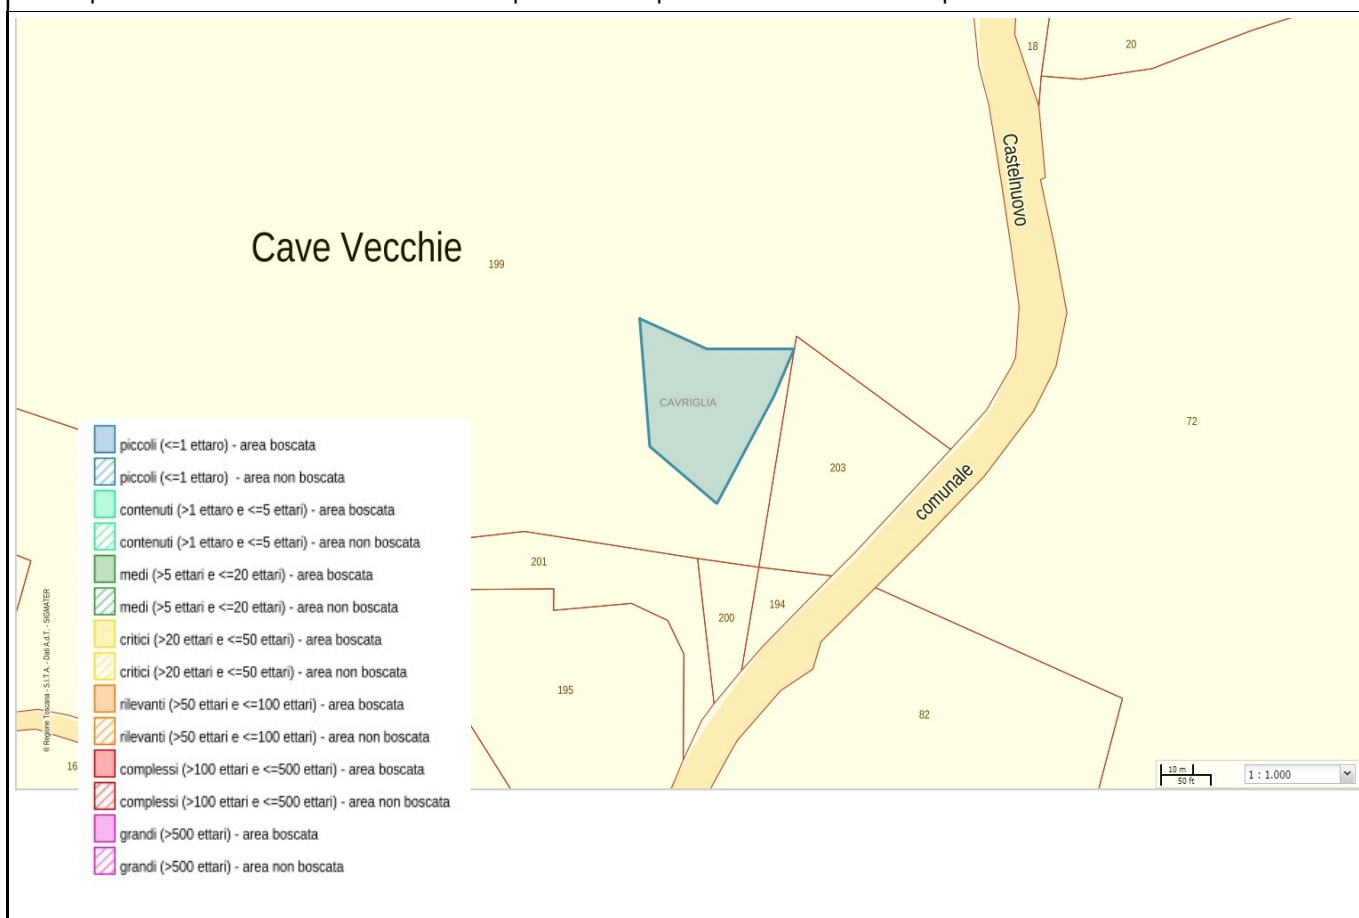 18
20
Castelnuovo
Cave Vecchie
199
CAVRIGLIA
72
203
comunale
piccoli (<=1 ettaro) - area boscata
piccoli (<=1 ettaro) - area non boscata
contenuti (>1 ettaro e <=5 ettari) - area boscata
contenuti (>1 ettaro e <=5 ettari) - area non boscata
medi (>5 ettari e <=20 ettari) - area boscata
medi (>5 ettari e <=20 ettari) - area non boscata
critici (>20 ettari e <=50 ettari) - area boscata
critici (>20 ettari e <=50 ettari) - area non boscata
rilevanti (>50 ettari e <=100 ettari) - area boscata
rilevanti (>50 ettari e <=100 ettari) - area non boscata
complessi (>100 ettari e <=500 ettari) - area boscata
complessi (>100 ettari e <=500 ettari) - area non boscata
grandi (>500 ettari) - area boscata
grandi (>500 ettari) - area non boscata
201
194
200
195
82
® Regione Toscana - S.I.T.A. - Dati A.d.T. - SIGMATER
16
10 m
50 ft
1 : 1.000